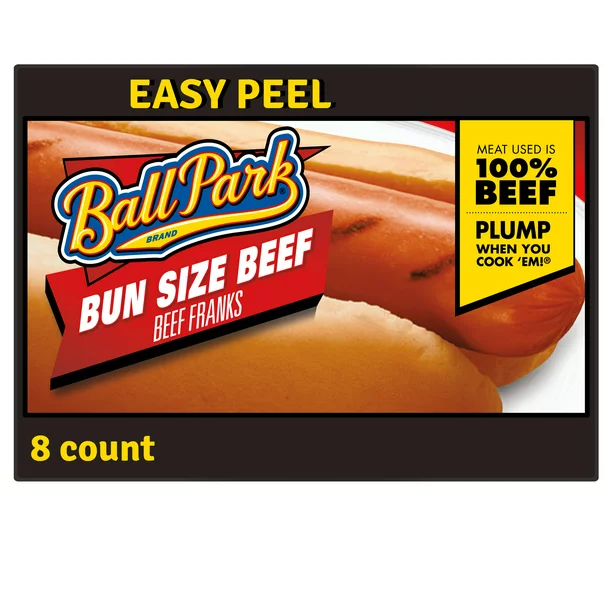 EASY PEEL
Ball Park®
BRAND
BUN SIZE BEEF
BEEF FRANKS
MEAT USED IS
100%
BEEF
PLUMP
WHEN YOU
COOK 'EM!®
8 count